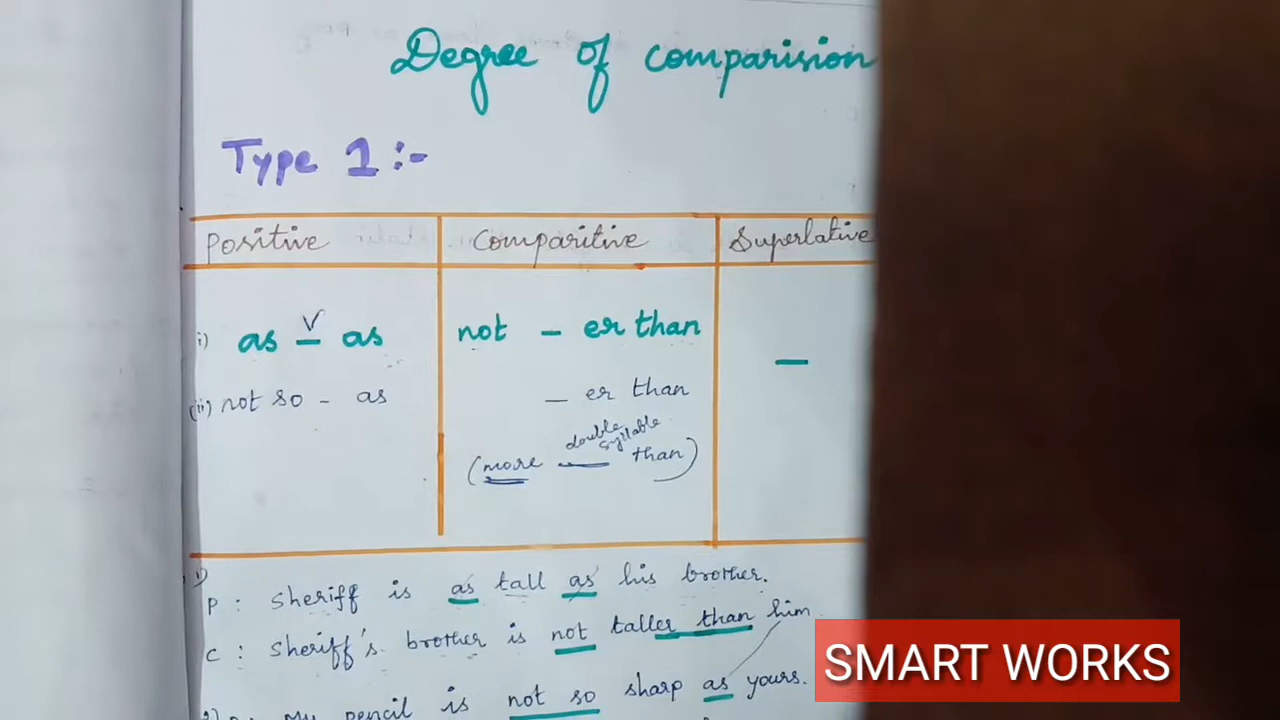 Degree of comparision
Type 1:-
Positive Comparitive Superlative
i) as – as not – er than –
(ii) not so – as – er than
double syllable
(more — than)
1)
P : Sheriff is as tall as his brother.
C : Sheriff's brother is not taller than him
2) P : My pencil is not so sharp as yours.
SMART WORKS